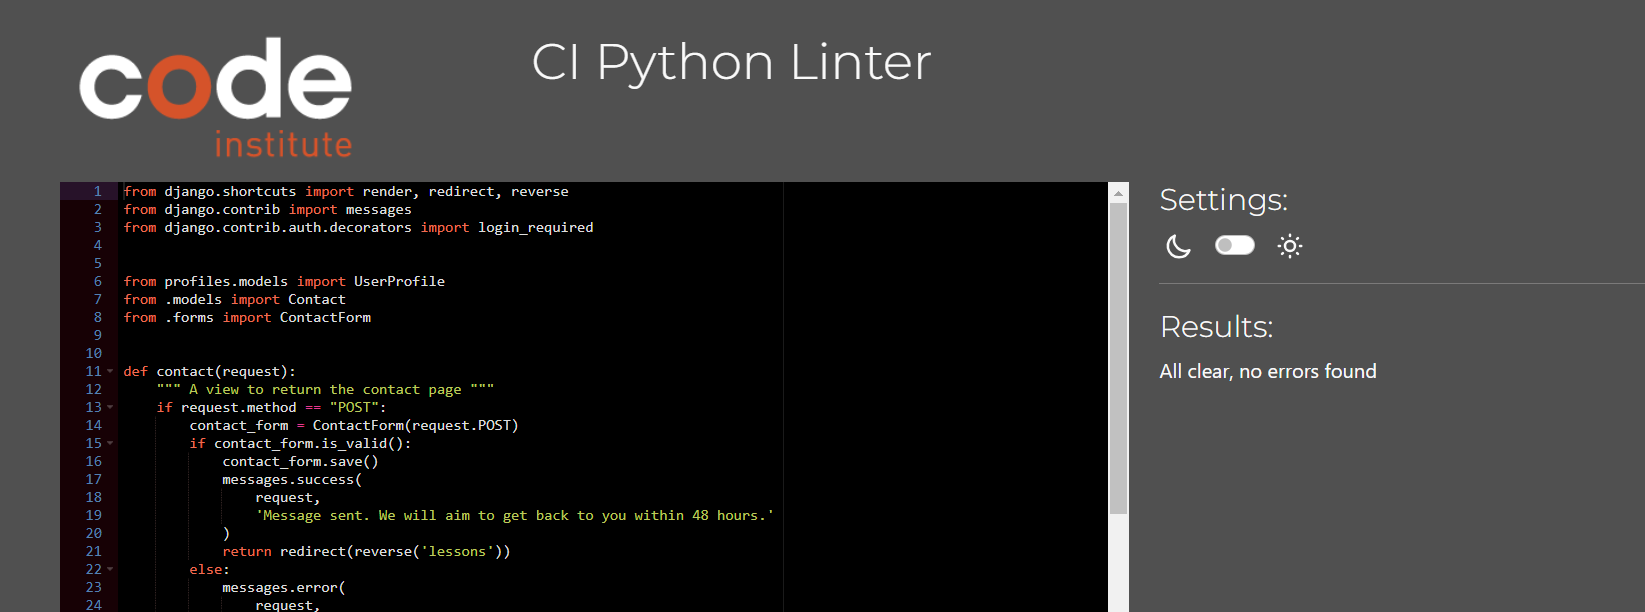 code
institute
CI Python Linter
1 from django.shortcuts import render, redirect, reverse
2 from django.contrib import messages
3 from django.contrib.auth.decorators import login_required
4
5
6 from profiles.models import UserProfile
7 from .models import Contact
8 from .forms import ContactForm
9
10
11 def contact(request):
12     """ A view to return the contact page """
13     if request.method == "POST":
14         contact_form = ContactForm(request.POST)
15         if contact_form.is_valid():
16             contact_form.save()
17             messages.success(
18                 request,
19                 'Message sent. We will aim to get back to you within 48 hours.'
20             )
21             return redirect(reverse('lessons'))
22         else:
23             messages.error(
24                 request,
Settings:
Results:
All clear, no errors found